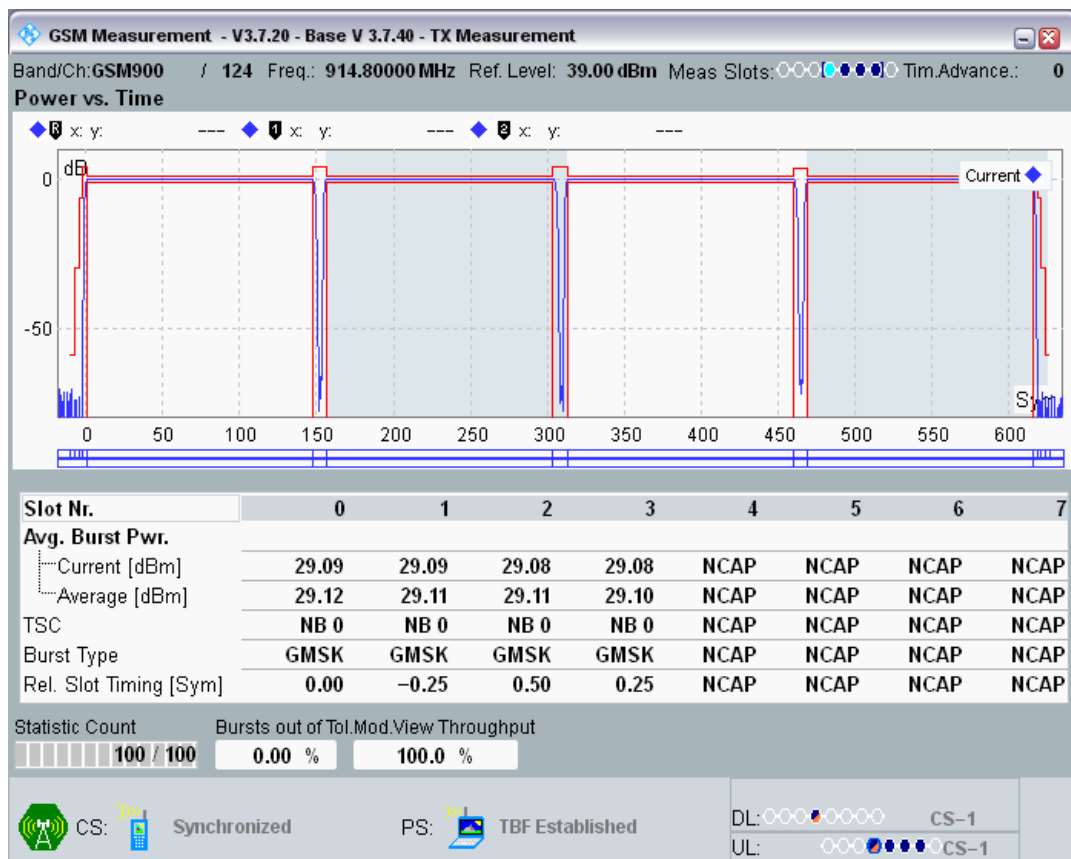 GSM Measurement - V3.7.20 - Base V 3.7.40 - TX Measurement
Band/Ch:GSM900 / 124 Freq.: 914.80000 MHz Ref. Level: 39.00 dBm Meas Slots: Tim.Advance.: 0
Power vs. Time
R x: y: --- 1 x: y: --- 2 x: y: ---
dB
Current
0
-50
Sym
0 50 100 150 200 250 300 350 400 450 500 550 600
Slot Nr. 0 1 2 3 4 5 6 7
Avg. Burst Pwr.
Current [dBm] 29.09 29.09 29.08 29.08 NCAP NCAP NCAP NCAP
Average [dBm] 29.12 29.11 29.11 29.10 NCAP NCAP NCAP NCAP
TSC NB 0 NB 0 NB 0 NB 0 NCAP NCAP NCAP NCAP
Burst Type GMSK GMSK GMSK GMSK NCAP NCAP NCAP NCAP
Rel. Slot Timing [Sym] 0.00 −0.25 0.50 0.25 NCAP NCAP NCAP NCAP
Statistic Count Bursts out of Tol.Mod.View Throughput
100 / 100 0.00 % 100.0 %
CS: Synchronized PS: TBF Established
DL: CS−1
UL: CS−1